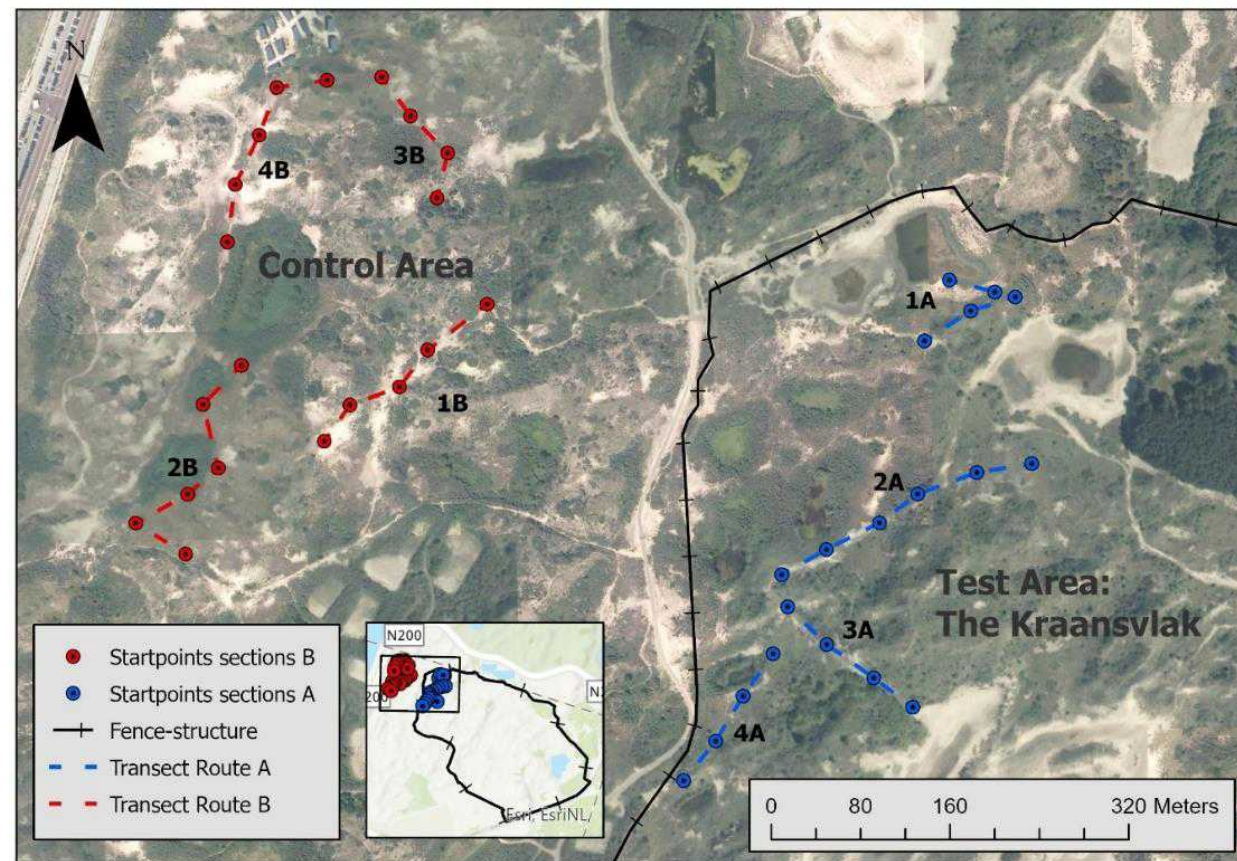 N
4B
3B
Control Area
1A
1B
2B
2A
Test Area:
The Kraansvlak
3A
4A
Startpoints sections B
Startpoints sections A
Fence-structure
Transect Route A
Transect Route B
N200
200
Esri, EsriNL,
0 80 160 320 Meters